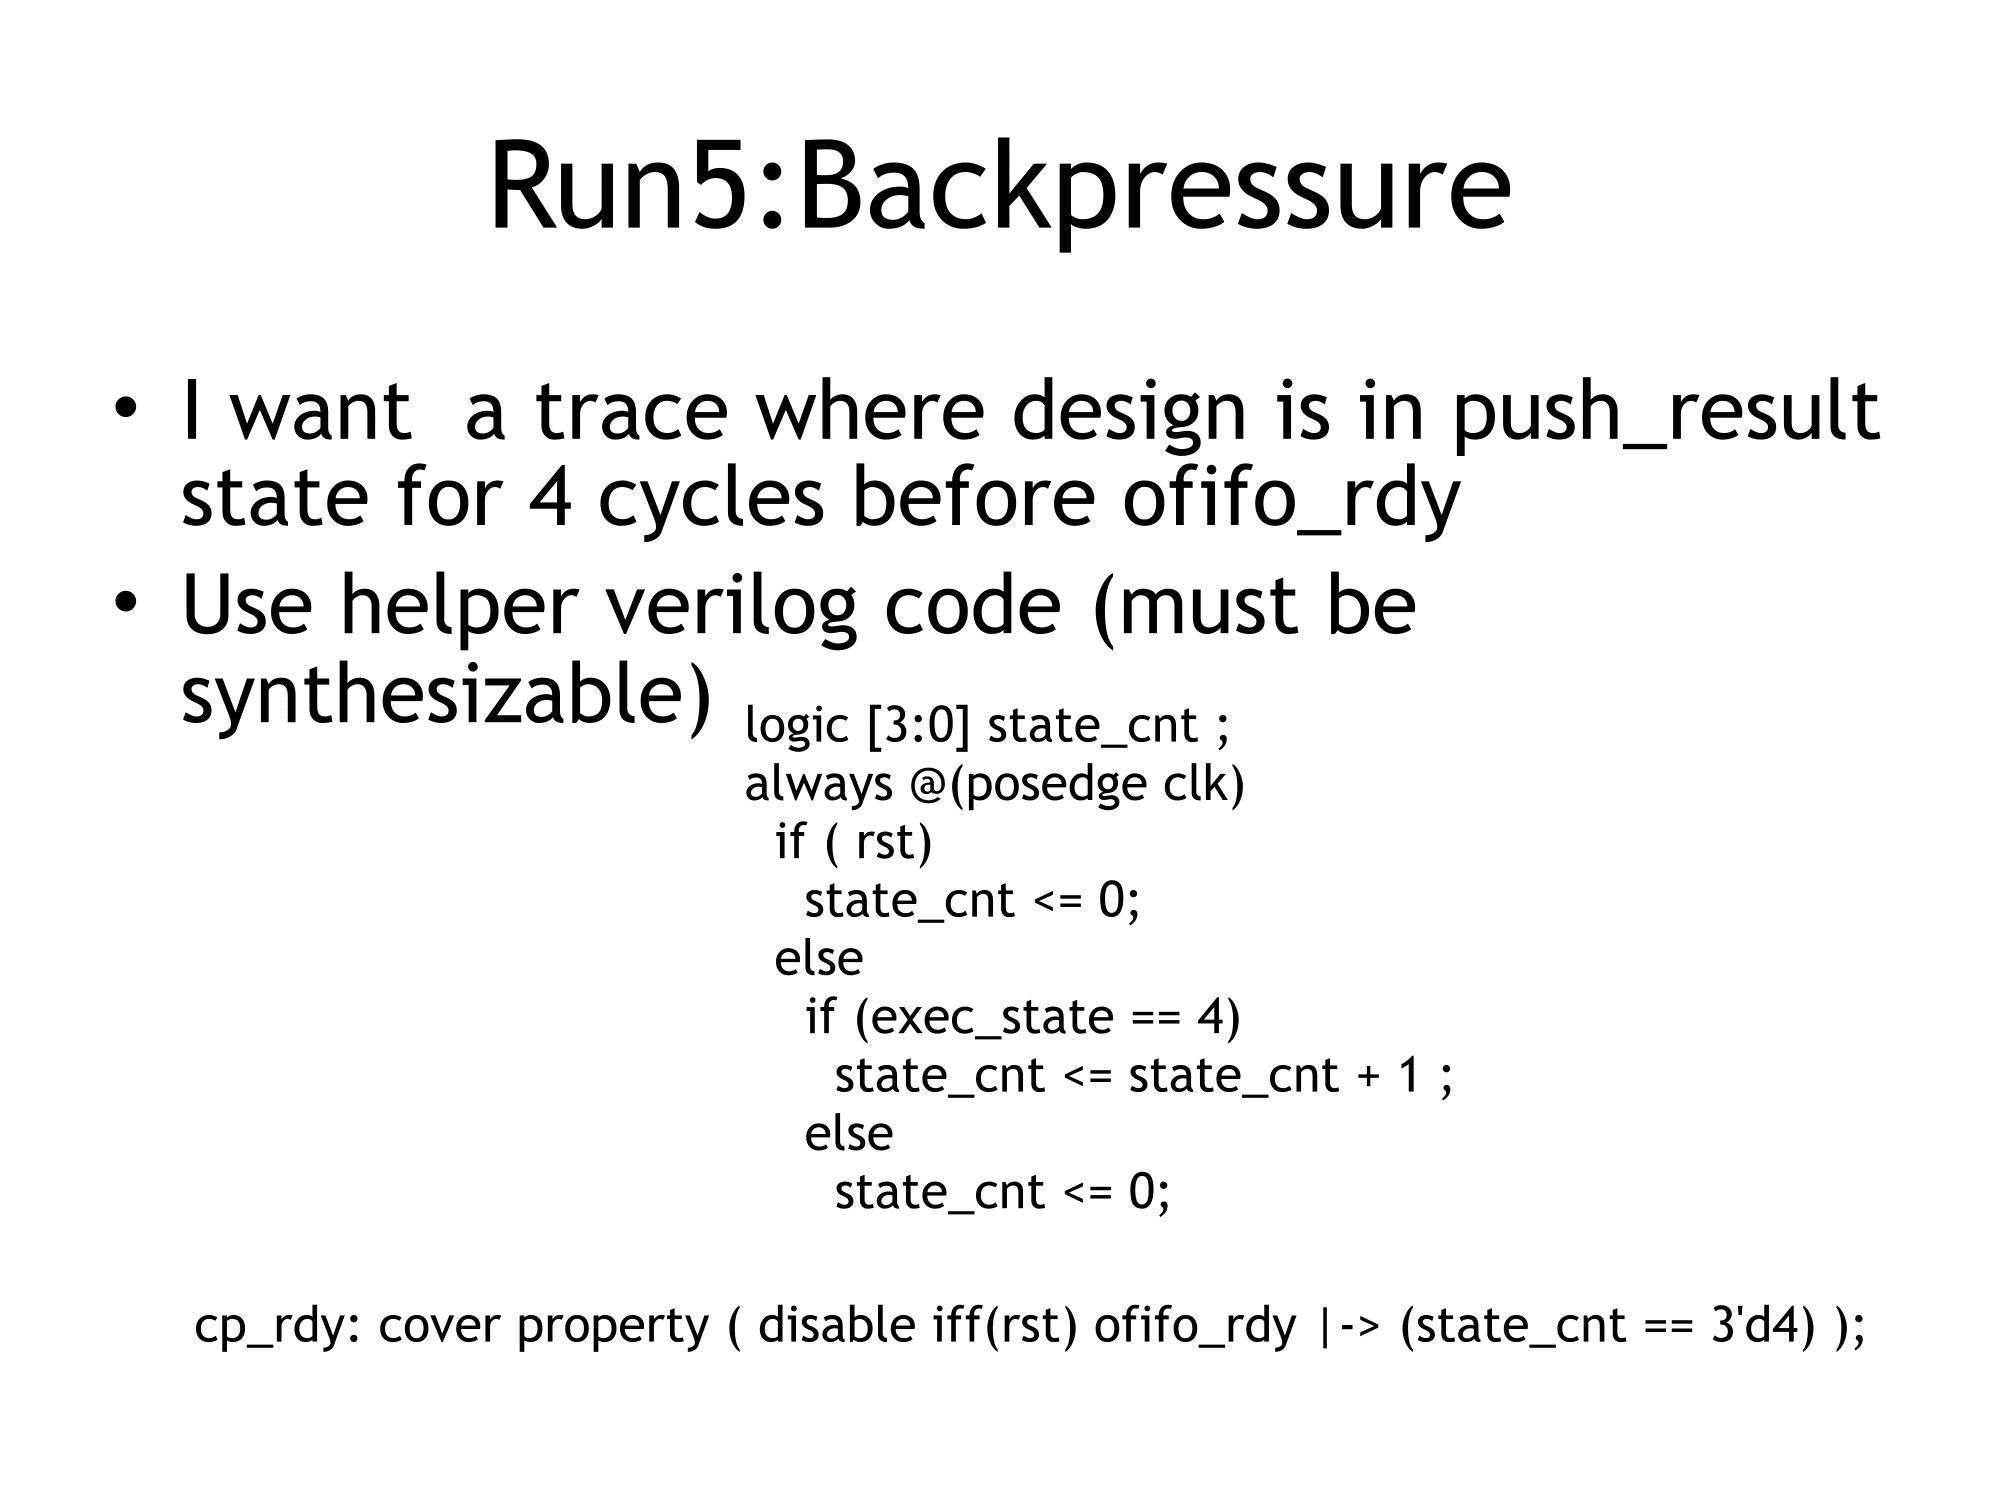 Run5:Backpressure
• I want  a trace where design is in push_result
state for 4 cycles before ofifo_rdy
• Use helper verilog code (must be
synthesizable)
logic [3:0] state_cnt ;
always @(posedge clk)
if ( rst)
state_cnt <= 0;
else
if (exec_state == 4)
state_cnt <= state_cnt + 1 ;
else
state_cnt <= 0;
cp_rdy: cover property ( disable iff(rst) ofifo_rdy |-> (state_cnt == 3'd4) );